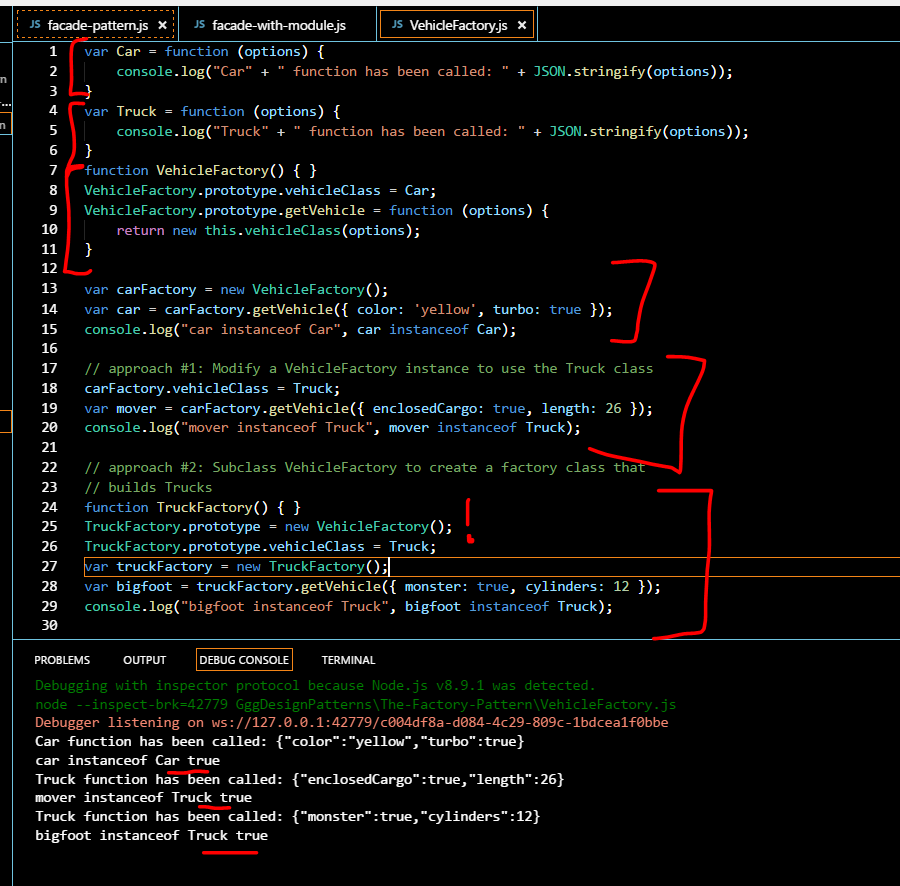 JS facade-pattern.js × JS facade-with-module.js JS VehicleFactory.js ×
1 var Car = function (options) {
2 console.log("Car" + " function has been called: " + JSON.stringify(options));
3 }
4 var Truck = function (options) {
5 console.log("Truck" + " function has been called: " + JSON.stringify(options));
6 }
7 function VehicleFactory() { }
8 VehicleFactory.prototype.vehicleClass = Car;
9 VehicleFactory.prototype.getVehicle = function (options) {
10 return new this.vehicleClass(options);
11 }
12
13 var carFactory = new VehicleFactory();
14 var car = carFactory.getVehicle({ color: 'yellow', turbo: true });
15 console.log("car instanceof Car", car instanceof Car);
16
17 // approach #1: Modify a VehicleFactory instance to use the Truck class
18 carFactory.vehicleClass = Truck;
19 var mover = carFactory.getVehicle({ enclosedCargo: true, length: 26 });
20 console.log("mover instanceof Truck", mover instanceof Truck);
21
22 // approach #2: Subclass VehicleFactory to create a factory class that
23 // builds Trucks
24 function TruckFactory() { }
25 TruckFactory.prototype = new VehicleFactory(); !
26 TruckFactory.prototype.vehicleClass = Truck;
27 var truckFactory = new TruckFactory();
28 var bigfoot = truckFactory.getVehicle({ monster: true, cylinders: 12 });
29 console.log("bigfoot instanceof Truck", bigfoot instanceof Truck);
30
PROBLEMS OUTPUT DEBUG CONSOLE TERMINAL
Debugging with inspector protocol because Node.js v8.9.1 was detected.
node --inspect-brk=42779 GggDesignPatterns\The-Factory-Pattern\VehicleFactory.js
Debugger listening on ws://127.0.0.1:42779/c004df8a-d084-4c29-809c-1bdcea1f0bbe
Car function has been called: {"color":"yellow","turbo":true}
car instanceof Car true
Truck function has been called: {"enclosedCargo":true,"length":26}
mover instanceof Truck true
Truck function has been called: {"monster":true,"cylinders":12}
bigfoot instanceof Truck true